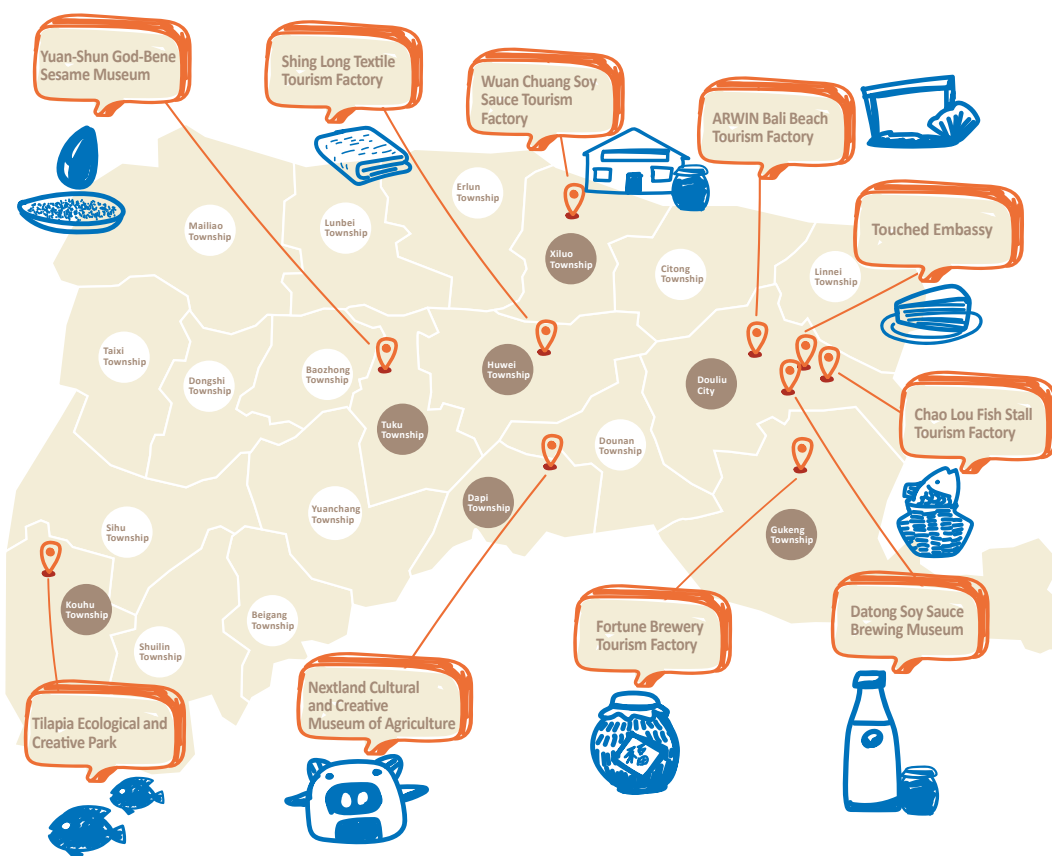 Yuan-Shun God-Bene
Sesame Museum
Shing Long Textile
Tourism Factory
Wuan Chuang Soy
Sauce Tourism
Factory
ARWIN Bali Beach
Tourism Factory
Touched Embassy
Erlun
Township
Mailiao
Township
Lunbei
Township
Xiluo
Township
Citong
Township
Linnei
Township
Taixi
Township
Dongshi
Township
Baozhong
Township
Huwei
Township
Douliu
City
Tuku
Township
Dounan
Township
Chao Lou Fish Stall
Tourism Factory
Sihu
Township
Yuanchang
Township
Dapi
Township
Gukeng
Township
Kouhu
Township
Shuilin
Township
Beigang
Township
Fortune Brewery
Tourism Factory
Datong Soy Sauce
Brewing Museum
Tilapia Ecological and
Creative Park
Nextland Cultural
and Creative
Museum of Agriculture
福